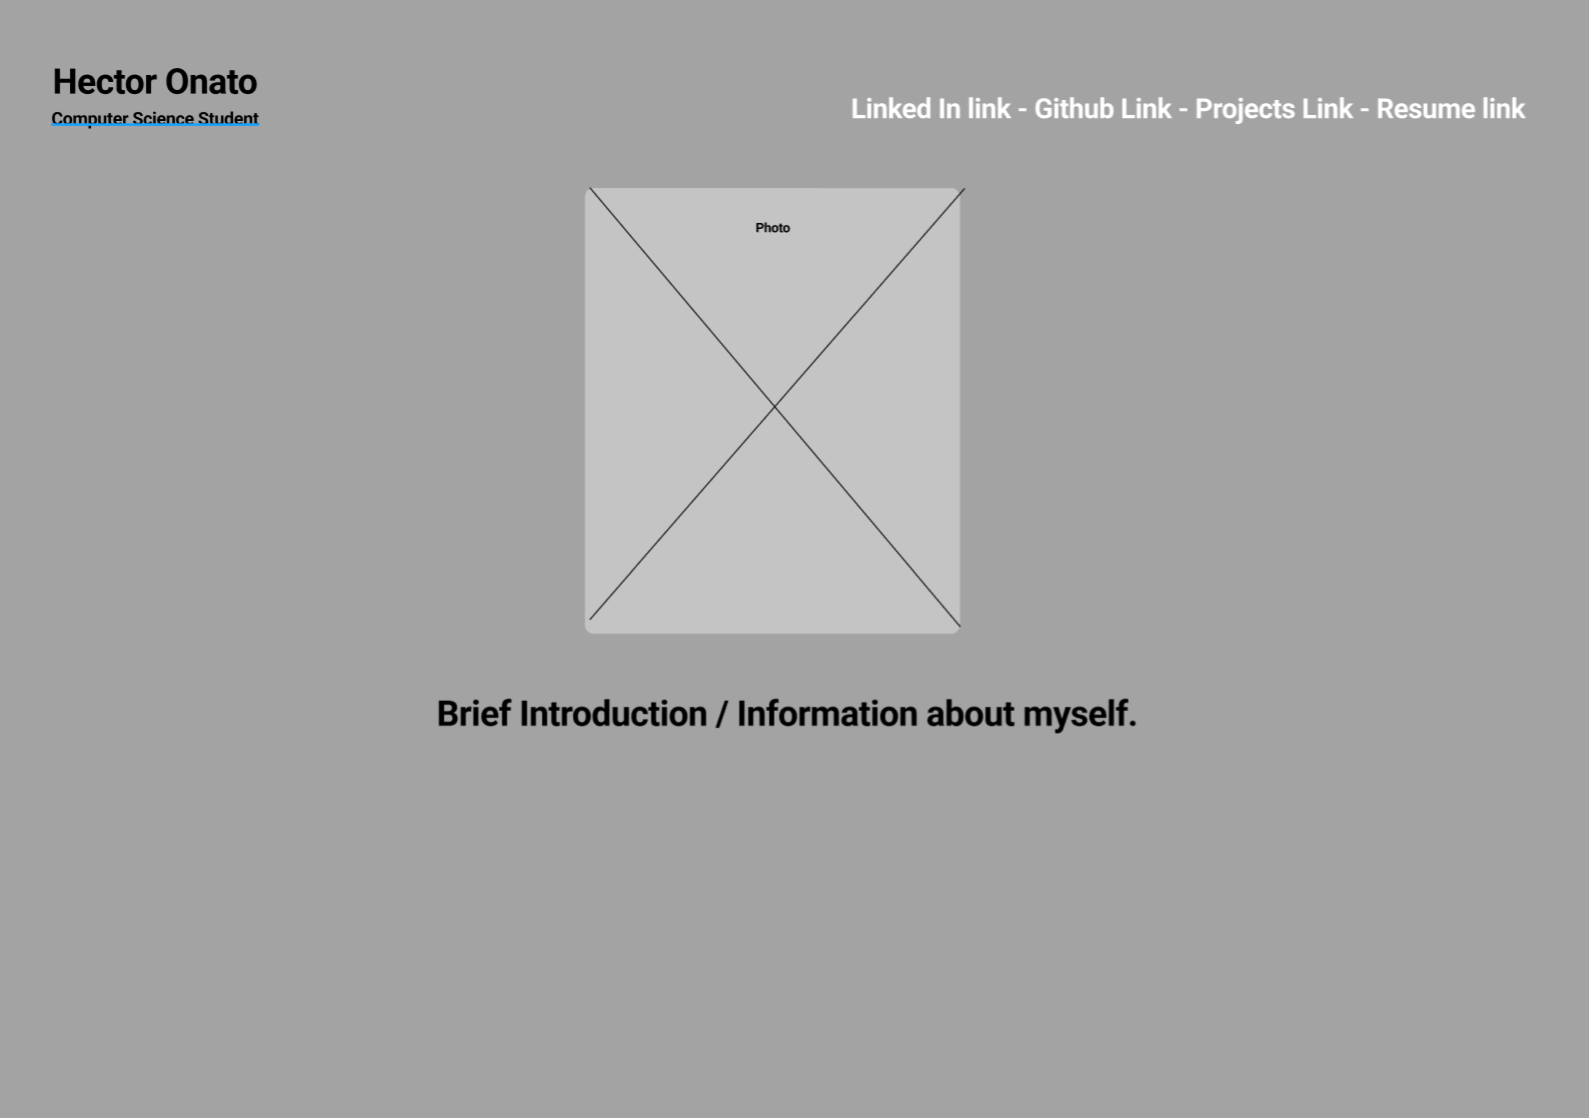 Hector Onato
Computer Science Student
Linked In link - Github Link - Projects Link - Resume link
Photo
Brief Introduction / Information about myself.